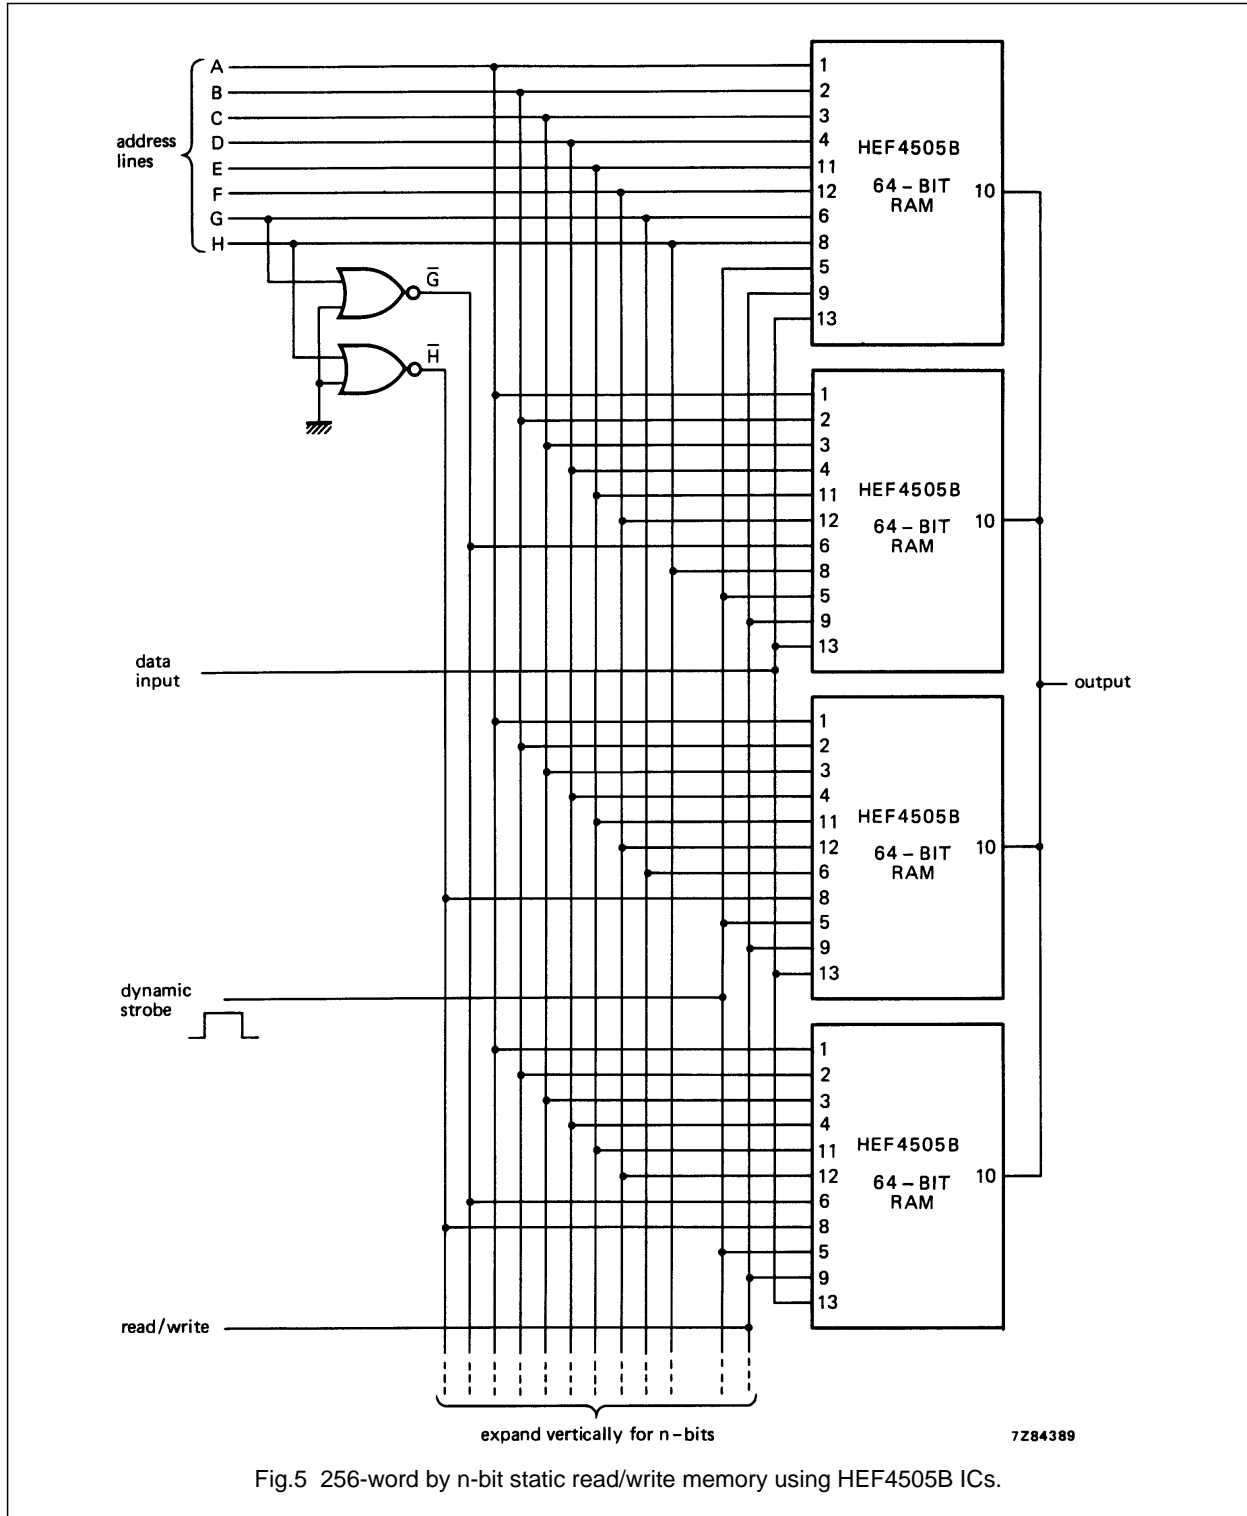 address
lines
A
B
C
D
E
F
G
H
G̅
H̅
1
2
3
4
11
12
6
8
5
9
13
HEF4505B
64-BIT
RAM
10
1
2
3
4
11
12
6
8
5
9
13
HEF4505B
64-BIT
RAM
10
data
input
output
1
2
3
4
11
12
6
8
5
9
13
HEF4505B
64-BIT
RAM
10
dynamic
strobe
1
2
3
4
11
12
6
8
5
9
13
HEF4505B
64-BIT
RAM
10
read/write
expand vertically for n-bits
7Z84389
Fig.5 256-word by n-bit static read/write memory using HEF4505B ICs.